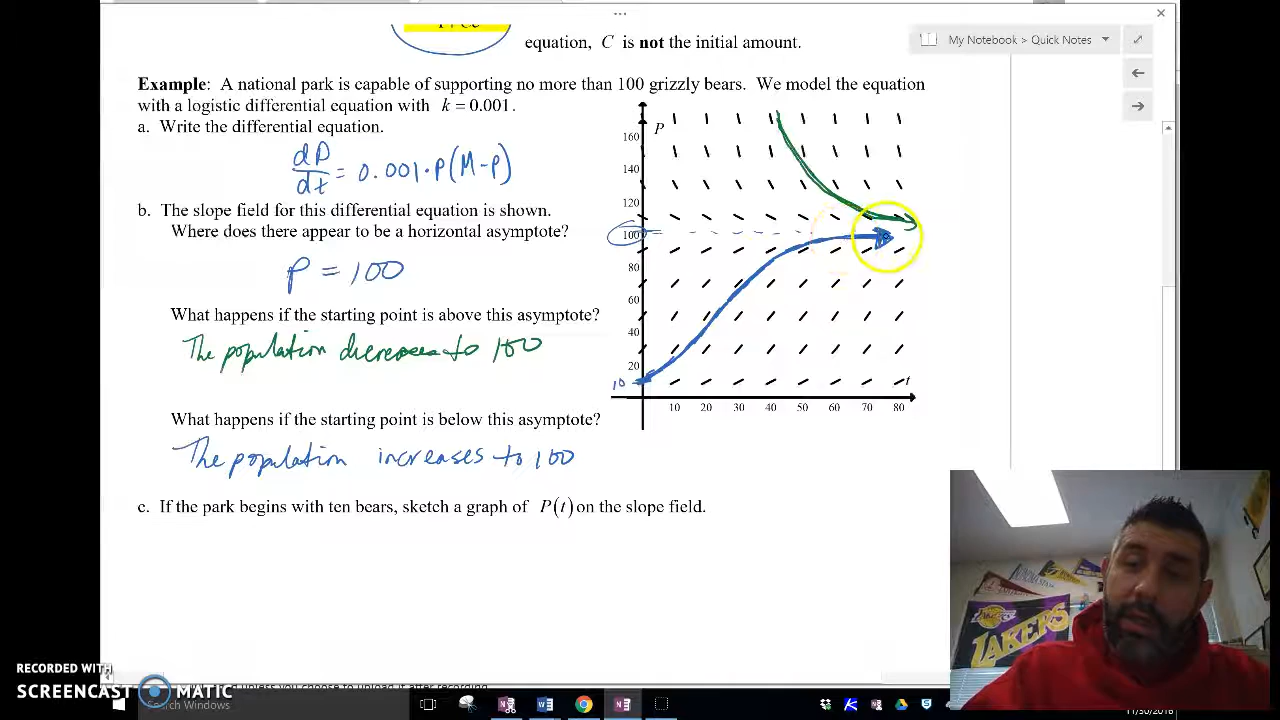 equation, C is not the initial amount.
My Notebook > Quick Notes
Example: A national park is capable of supporting no more than 100 grizzly bears. We model the equation
with a logistic differential equation with k = 0.001.
a. Write the differential equation.
dP/dt = 0.001·P(M-P)
b. The slope field for this differential equation is shown.
Where does there appear to be a horizontal asymptote?
P = 100
What happens if the starting point is above this asymptote?
The population decreases to 100
What happens if the starting point is below this asymptote?
The population increases to 100
c. If the park begins with ten bears, sketch a graph of P(t) on the slope field.
P
160
140
120
100
80
60
40
20
10
t
10 20 30 40 50 60 70 80
LAKERS
RECORDED WITH
SCREENCAST MATIC
Search Windows
11/30/2018